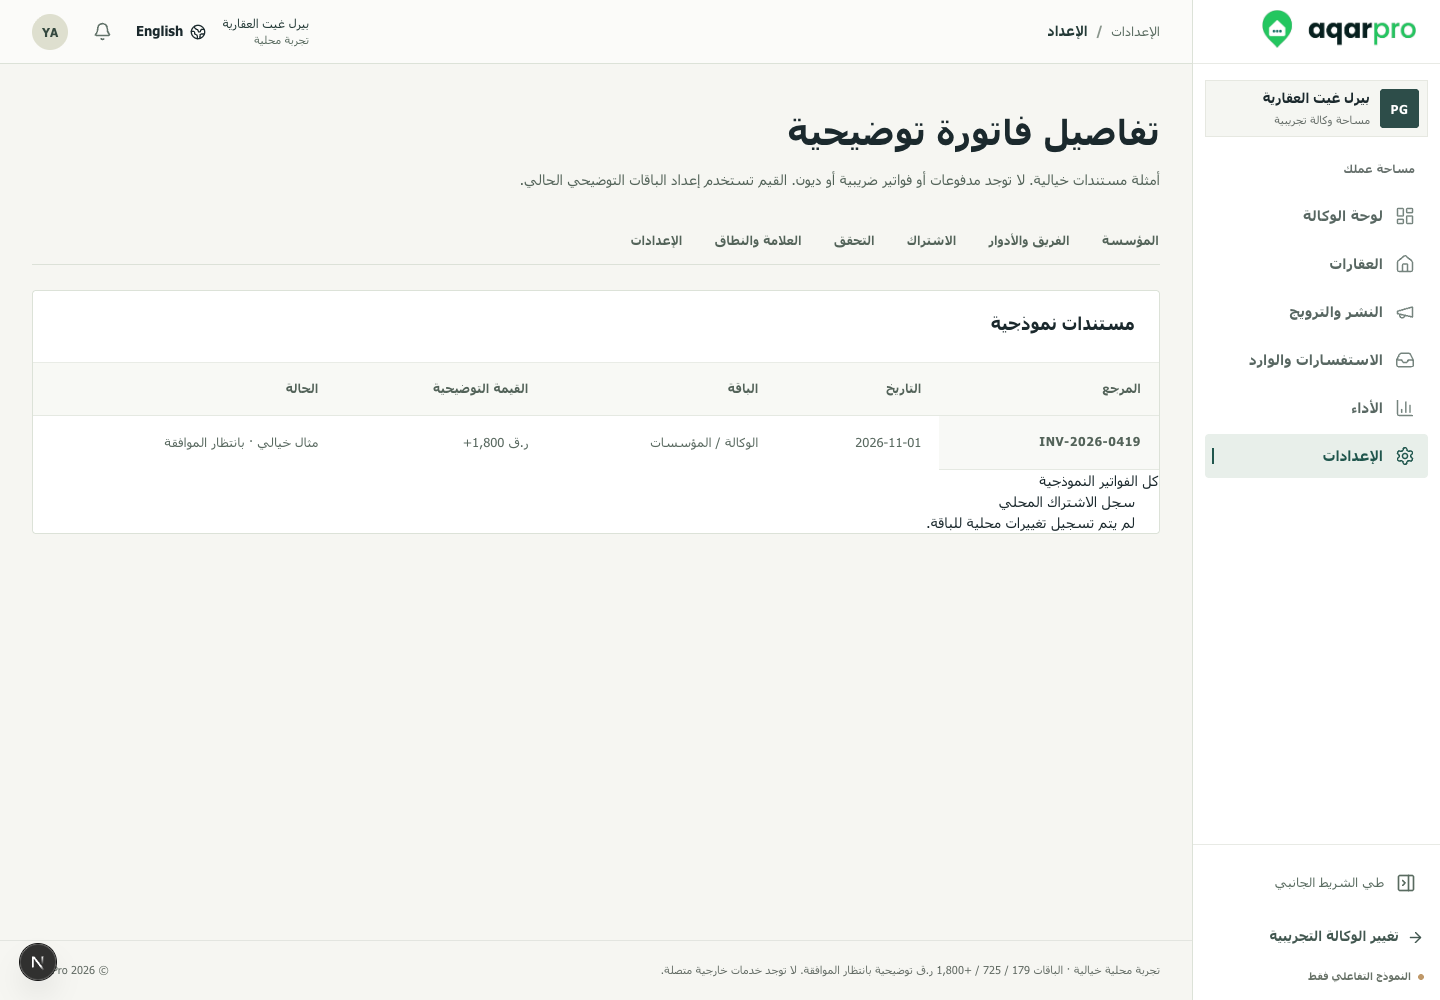 aqarpro
PG
بيرل غيت العقارية
مساحة وكالة تجريبية
مساحة عملك
لوحة الوكالة
العقارات
النشر والترويج
الاستفسارات والوارد
الأداء
الإعدادات
طي الشريط الجانبي
تغيير الوكالة التجريبية
النموذج التفاعلي فقط
الإعدادات / الإعداد
بيرل غيت العقارية
تجربة محلية
English
YA
تفاصيل فاتورة توضيحية
أمثلة مستندات خيالية. لا توجد مدفوعات أو فواتير ضريبية أو ديون. القيم تستخدم إعداد الباقات التوضيحي الحالي.
المؤسسة الفريق والأدوار الاشتراك التحقق العلامة والنطاق الإعدادات
مستندات نموذجية
المرجع التاريخ الباقة القيمة التوضيحية الحالة
INV-2026-0419 2026-11-01 الوكالة / المؤسسات ر.ق 1,800+ مثال خيالي · بانتظار الموافقة
كل الفواتير النموذجية
سجل الاشتراك المحلي
لم يتم تسجيل تغييرات محلية للباقة.
تجربة محلية خيالية · الباقات 179 / 725 / 1,800+ ر.ق توضيحية بانتظار الموافقة. لا توجد خدمات خارجية متصلة.
© 2026
N